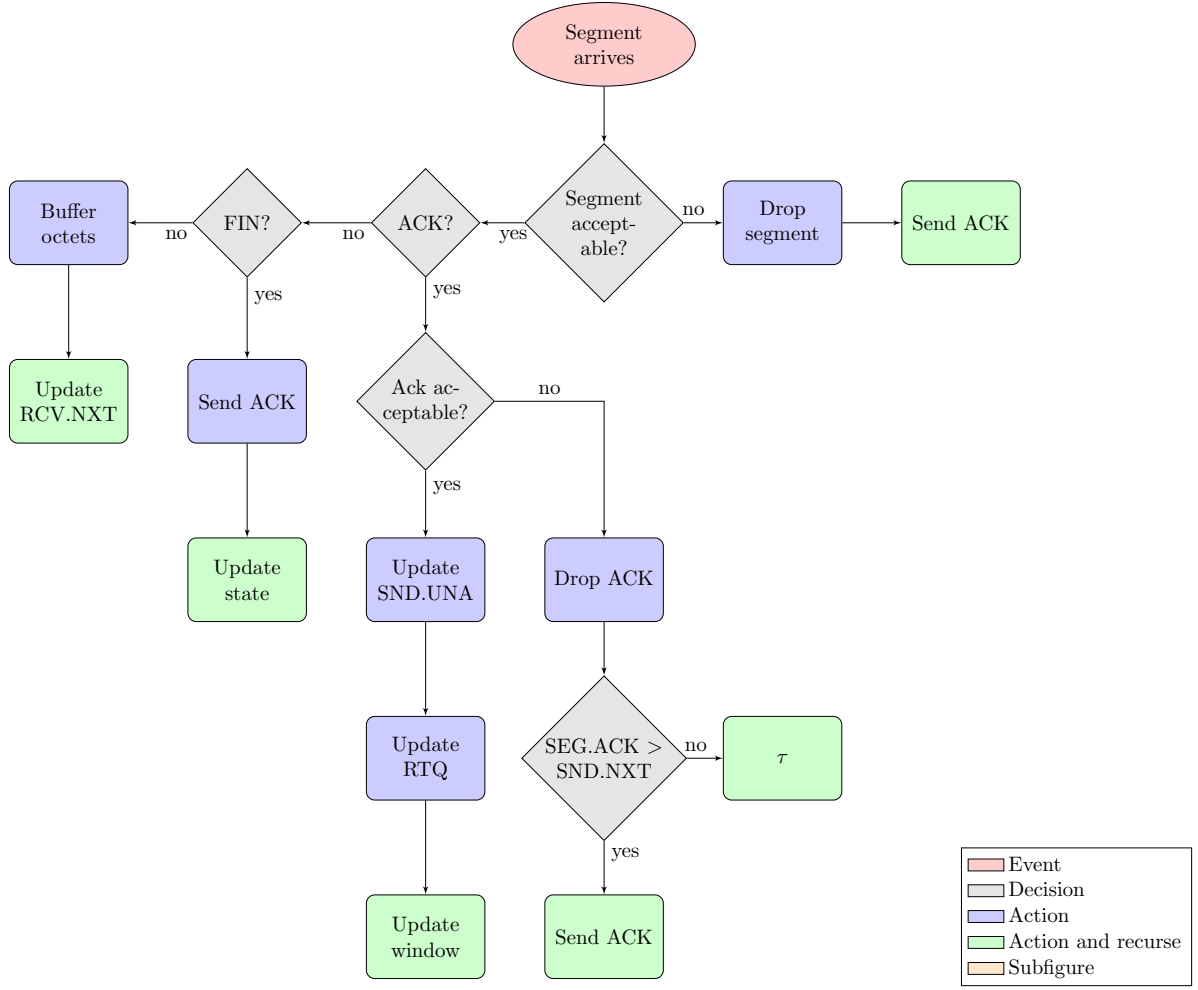 Segment
arrives
Buffer
octets
no
FIN?
no
ACK?
yes
Segment
accept-
able?
no
Drop
segment
Send ACK
yes
yes
Update
RCV.NXT
Send ACK
Ack ac-
ceptable?
no
yes
Update
state
Update
SND.UNA
Drop ACK
Update
RTQ
SEG.ACK >
SND.NXT
no
τ
yes
Update
window
Send ACK
Event
Decision
Action
Action and recurse
Subfigure